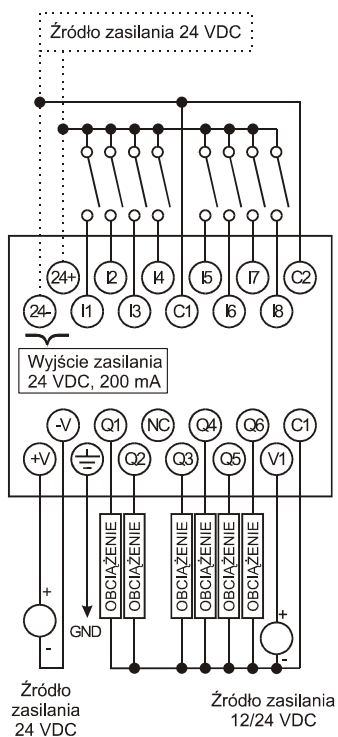 Źródło zasilania 24 VDC
24+ I2 I4 I5 I7 C2
24- I1 I3 C1 I6 I8
Wyjście zasilania
24 VDC, 200 mA
-V Q1 NC Q4 Q6 C1
+V Q2 Q3 Q5 V1
OBCIĄŻENIE
OBCIĄŻENIE
OBCIĄŻENIE
OBCIĄŻENIE
OBCIĄŻENIE
OBCIĄŻENIE
+
-
GND
+
-
Źródło
zasilania
24 VDC
Źródło zasilania
12/24 VDC